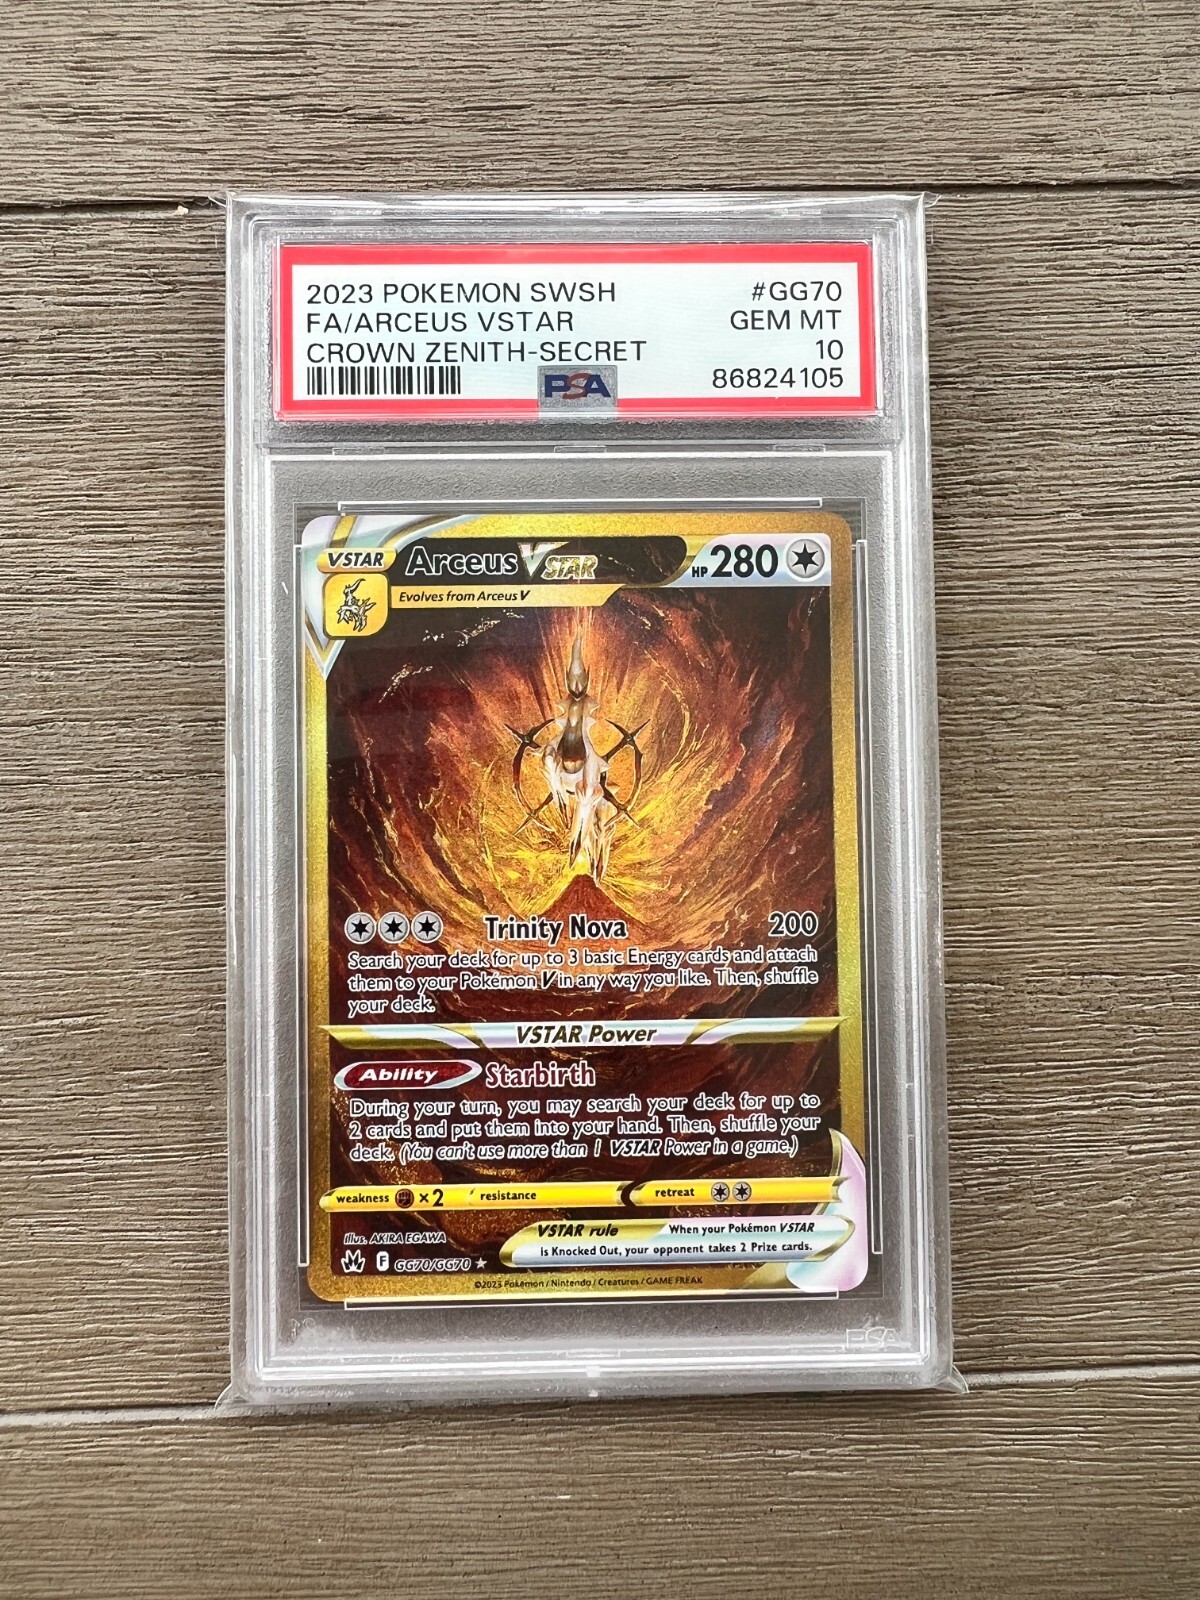 2023 POKEMON SWSH #GG70
FA/ARCEUS VSTAR GEM MT
CROWN ZENITH-SECRET 10
PSA 86824105
VSTAR Arceus VSTAR HP 280
Evolves from Arceus V
Trinity Nova 200
Search your deck for up to 3 basic Energy cards and attach
them to your Pokémon V in any way you like. Then, shuffle
your deck.
VSTAR Power
Ability Starbirth
During your turn, you may search your deck for up to
2 cards and put them into your hand. Then, shuffle your
deck. (You can't use more than 1 VSTAR Power in a game.)
weakness ×2 resistance retreat
Illus. AKIRA EGAWA VSTAR rule When your Pokémon VSTAR
is Knocked Out, your opponent takes 2 Prize cards.
F GG70/GG70
©2023 Pokémon / Nintendo / Creatures / GAME FREAK
PSA